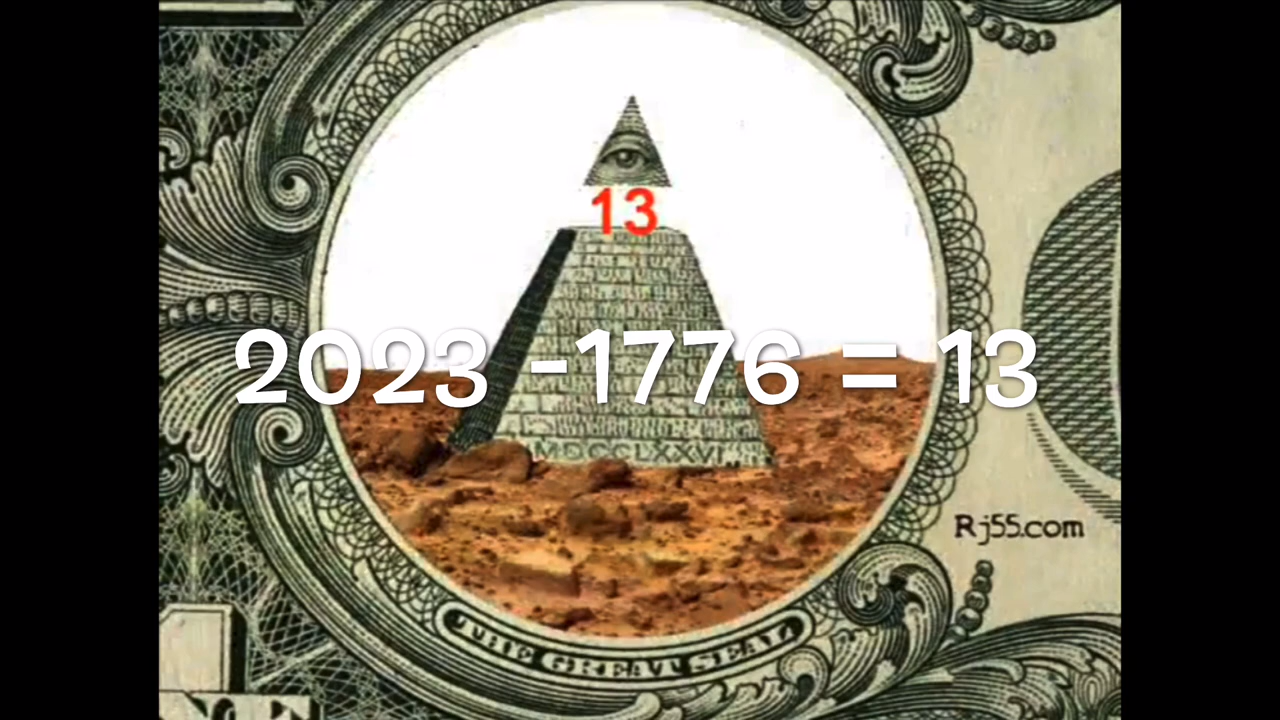 13
2023 -1776 = 13
MDCCLXXVI
Rj55.com
THE GREAT SEAL